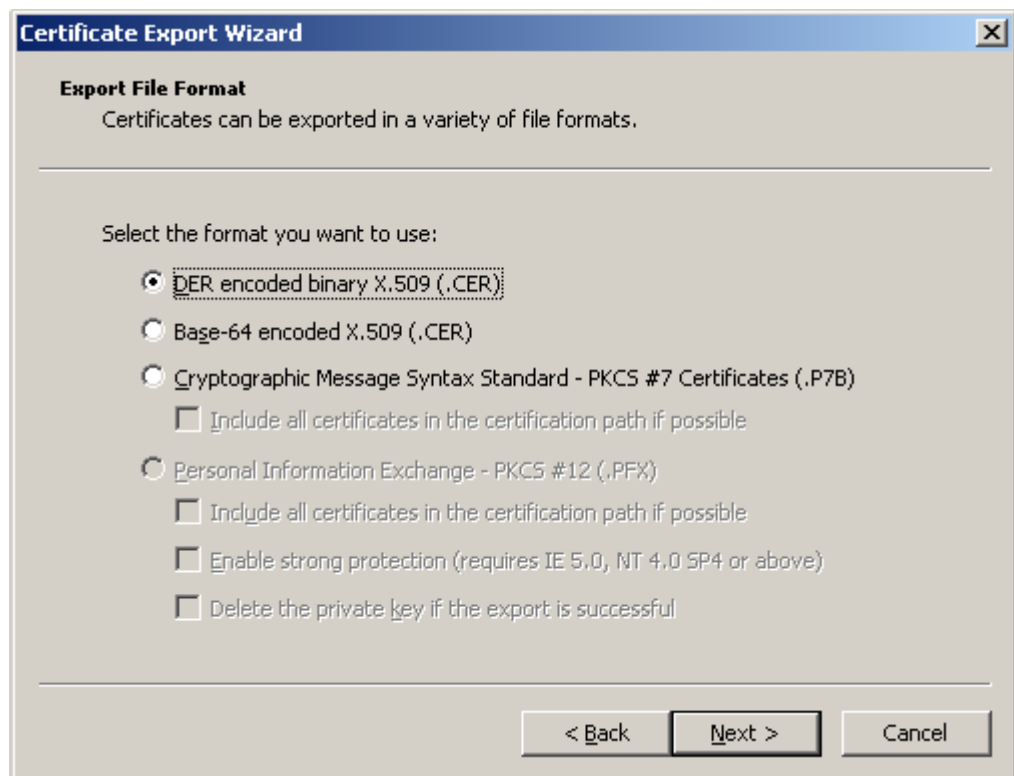 Certificate Export Wizard
Export File Format
Certificates can be exported in a variety of file formats.
Select the format you want to use:
DER encoded binary X.509 (.CER)
Base-64 encoded X.509 (.CER)
Cryptographic Message Syntax Standard - PKCS #7 Certificates (.P7B)
Include all certificates in the certification path if possible
Personal Information Exchange - PKCS #12 (.PFX)
Include all certificates in the certification path if possible
Enable strong protection (requires IE 5.0, NT 4.0 SP4 or above)
Delete the private key if the export is successful
< Back Next > Cancel